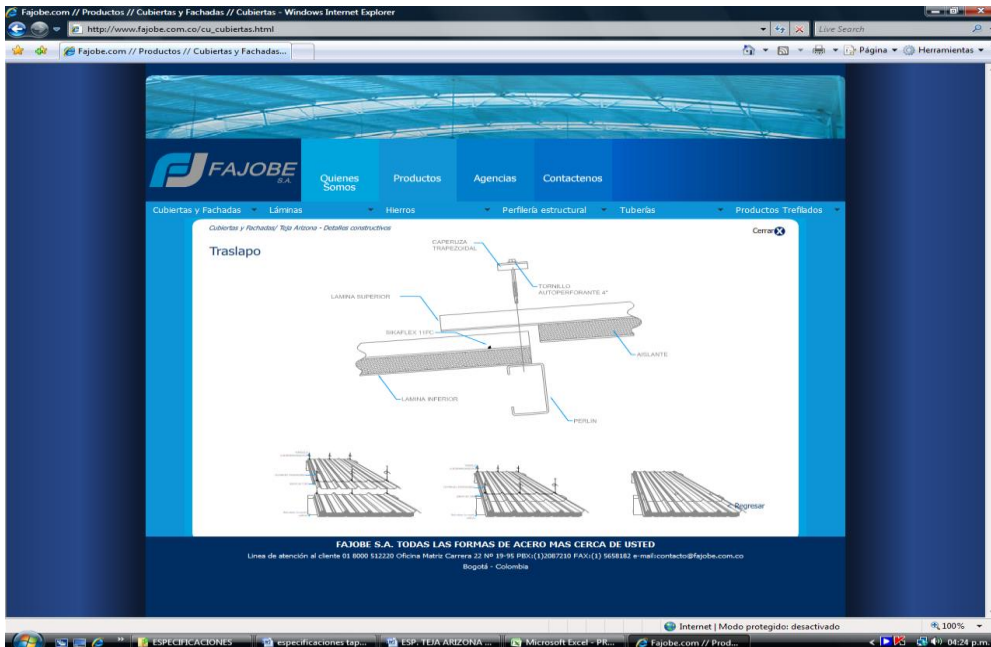 Fajobe.com // Productos // Cubiertas y Fachadas // Cubiertas - Windows Internet Explorer
http://www.fajobe.com.co/cu_cubiertas.html
Live Search
Fajobe.com // Productos // Cubiertas y Fachadas...
Página
Herramientas
FAJOBE
S.A.
Quienes
Somos
Productos
Agencias
Contactenos
Cubiertas y Fachadas
Láminas
Hierros
Perfilería estructural
Tuberías
Productos Trefilados
Cubiertas y Fachadas/ Teja Arizona - Detalles constructivos
Cerrar
Traslapo
CAPERUZA
TRAPEZOIDAL
TORNILLO
AUTOPERFORANTE 4"
LAMINA SUPERIOR
SIKAFLEX 11FC
AISLANTE
LAMINA INFERIOR
PERLIN
< Regresar
FAJOBE S.A. TODAS LAS FORMAS DE ACERO MAS CERCA DE USTED
Linea de atención al cliente 01 8000 512220 Oficina Matriz Carrera 22 Nº 19-95 PBX:(1)2087210 FAX:(1) 5658182 e-mail:contacto@fajobe.com.co
Bogotá - Colombia
Internet | Modo protegido: desactivado
100%
ESPECIFICACIONES
especificaciones tap...
ESP. TEJA ARIZONA ...
Microsoft Excel - PR...
Fajobe.com // Prod...
04:24 p.m.